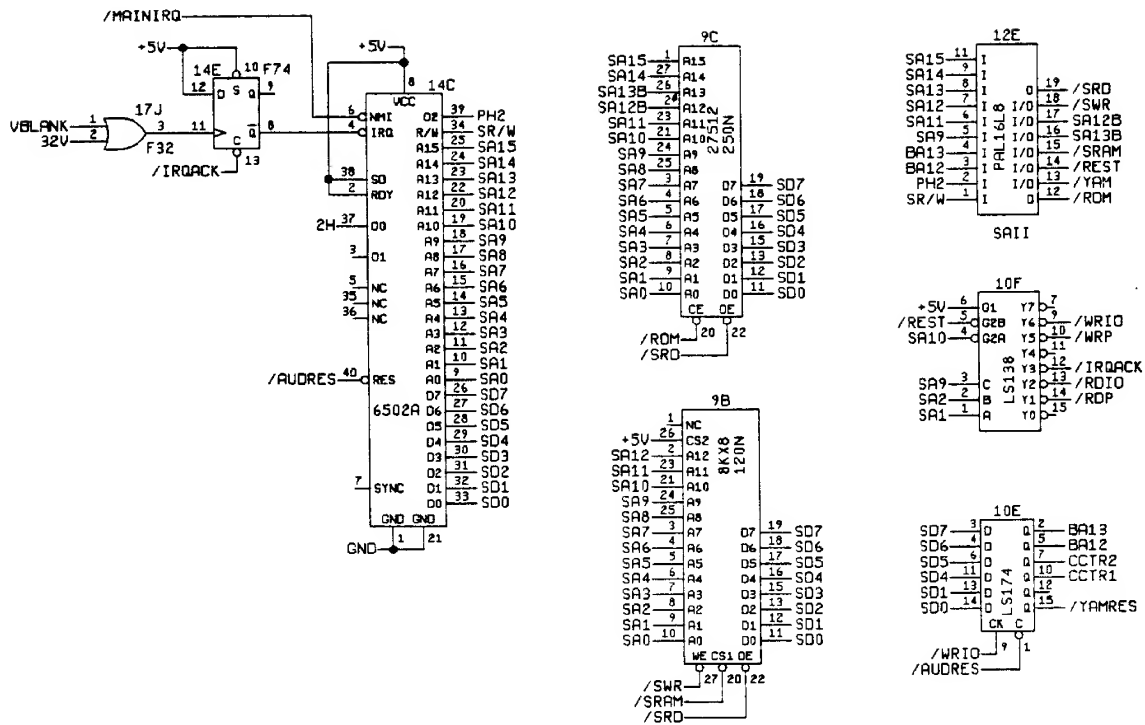 /MAINIRQ
+5V
14E 10 F74
12 D S Q 9
17J
VBLANK 1
32V 2
3 11 Q 8
F32
C
13
/IRQACK
+5V
8 14C
VCC
6 NMI O2 39 PH2
4 IRQ R/W 34 SR/W
A15 25 SA15
A14 24 SA14
38 SO A13 23 SA13
2 RDY A12 22 SA12
A11 20 SA11
2H 37 O0 A10 19 SA10
A9 18 SA9
3 O1 A8 17 SA8
A7 16 SA7
5 NC A6 15 SA6
35 NC A5 14 SA5
36 NC A4 13 SA4
A3 12 SA3
A2 11 SA2
A1 10 SA1
/AUDRES 40 RES A0 9 SA0
D7 26 SD7
6502A D6 27 SD6
D5 28 SD5
D4 29 SD4
D3 30 SD3
D2 31 SD2
7 SYNC D1 32 SD1
D0 33 SD0
GND GND
1 21
GND
9C
SA15 1 A15
SA14 27 A14
SA13B 26 A13
SA12B 2 A12
SA11 23 A11
SA10 21 A10
SA9 24 A9
SA8 25 A8
SA7 3 A7 D7 19 SD7
SA6 4 A6 D6 18 SD6
SA5 5 A5 D5 17 SD5
SA4 6 A4 D4 16 SD4
SA3 7 A3 D3 15 SD3
SA2 8 A2 D2 13 SD2
SA1 9 A1 D1 12 SD1
SA0 10 A0 D0 11 SD0
27512
250N
CE OE
20 22
/ROM
/SRD
9B
1 NC
+5V 26 CS2
SA12 2 A12
SA11 23 A11
SA10 21 A10
SA9 24 A9
SA8 25 A8
SA7 3 A7 D7 19 SD7
SA6 4 A6 D6 18 SD6
SA5 5 A5 D5 17 SD5
SA4 6 A4 D4 16 SD4
SA3 7 A3 D3 15 SD3
SA2 8 A2 D2 13 SD2
SA1 9 A1 D1 12 SD1
SA0 10 A0 D0 11 SD0
8KX8
120N
WE CS1 OE
27 20 22
/SWR
/SRAM
/SRD
12E
SA15 11 I
SA14 9 I
SA13 8 I O 19 /SRD
SA12 7 I I/O 18 /SWR
SA11 6 I I/O 17 SA12B
SA9 5 I I/O 16 SA13B
BA13 4 I I/O 15 /SRAM
BA12 3 I I/O 14 /REST
PH2 2 I I/O 13 /YAM
SR/W 1 I O 12 /ROM
PAL16L8
SAII
10F
+5V 6 G1 Y7 7
/REST 5 G2B Y6 9 /WRIO
SA10 4 G2A Y5 10 /WRP
Y4 11
Y3 12 /IRQACK
SA9 3 C Y2 13 /RDIO
SA2 2 B Y1 14 /RDP
SA1 1 A Y0 15
LS138
10E
SD7 3 D Q 2 BA13
SD6 4 D Q 5 BA12
SD5 6 D Q 7 CCTR2
SD4 11 D Q 10 CCTR1
SD1 13 D Q 12
SD0 14 D Q 15 /YAMRES
LS174
CK C
/WRIO 9 1
/AUDRES